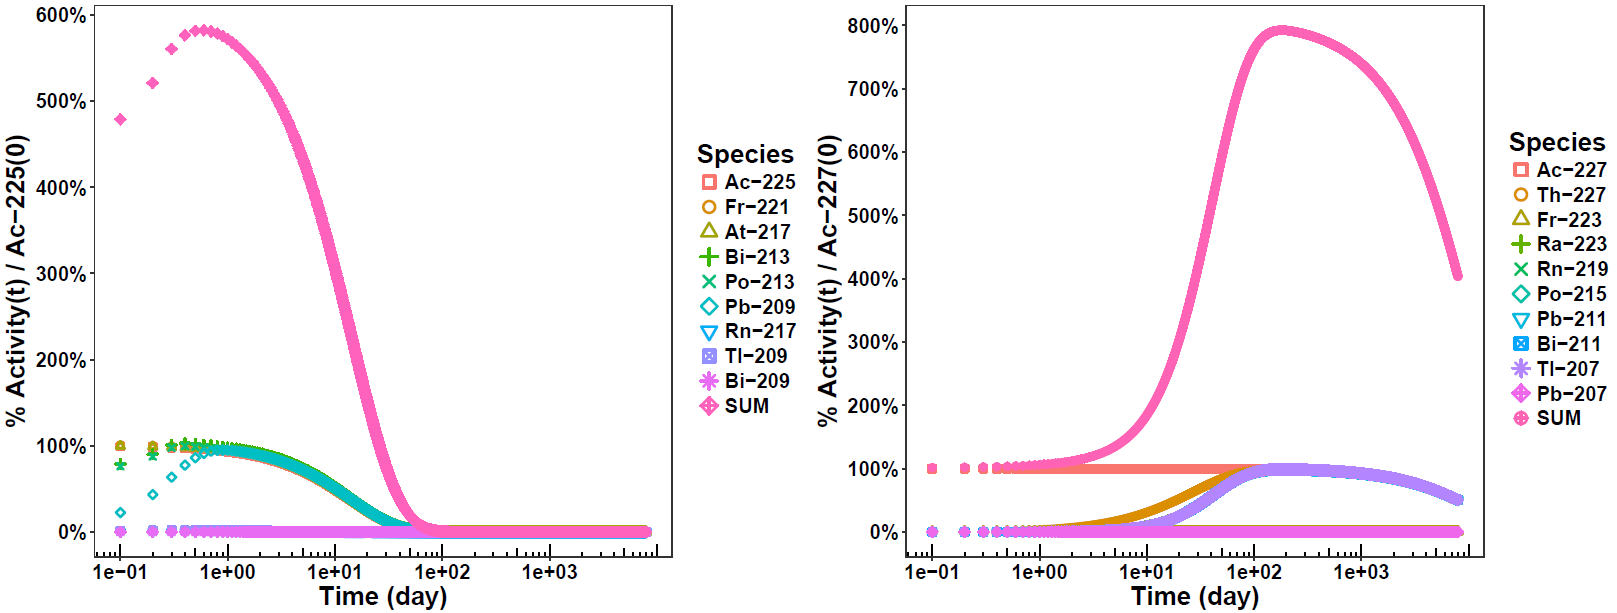 % Activity(t) / Ac−225(0)
600%
500%
400%
300%
200%
100%
0%
1e−01 1e+00 1e+01 1e+02 1e+03
Time (day)
Species
Ac−225
Fr−221
At−217
Bi−213
Po−213
Pb−209
Rn−217
Tl−209
Bi−209
SUM
% Activity(t) / Ac−227(0)
800%
700%
600%
500%
400%
300%
200%
100%
0%
1e−01 1e+00 1e+01 1e+02 1e+03
Time (day)
Species
Ac−227
Th−227
Fr−223
Ra−223
Rn−219
Po−215
Pb−211
Bi−211
Tl−207
Pb−207
SUM